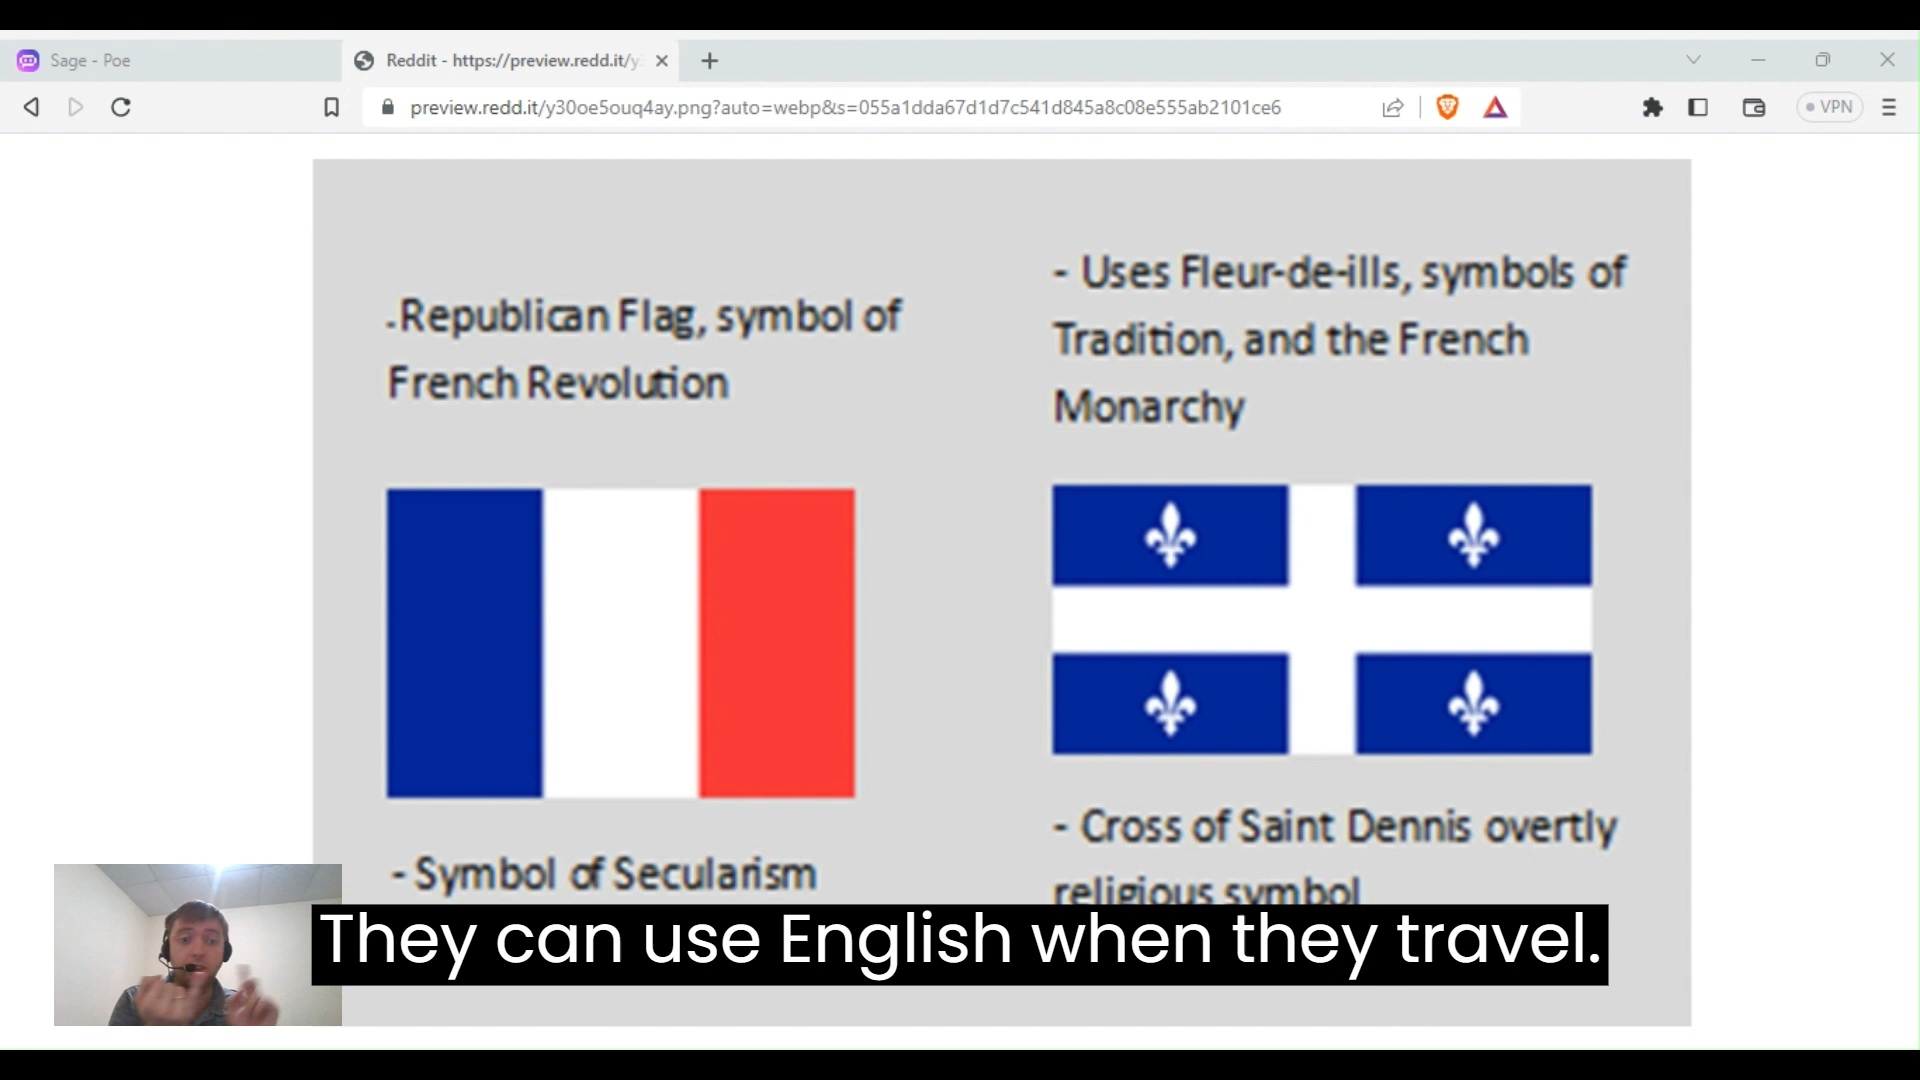 Sage - Poe
Reddit - https://preview.redd.it/y
preview.redd.it/y30oe5ouq4ay.png?auto=webp&s=055a1dda67d1d7c541d845a8c08e555ab2101ce6
VPN
-Republican Flag, symbol of
French Revolution
- Uses Fleur-de-ills, symbols of
Tradition, and the French
Monarchy
- Symbol of Secularism
- Cross of Saint Dennis overtly
religious symbol
They can use English when they travel.